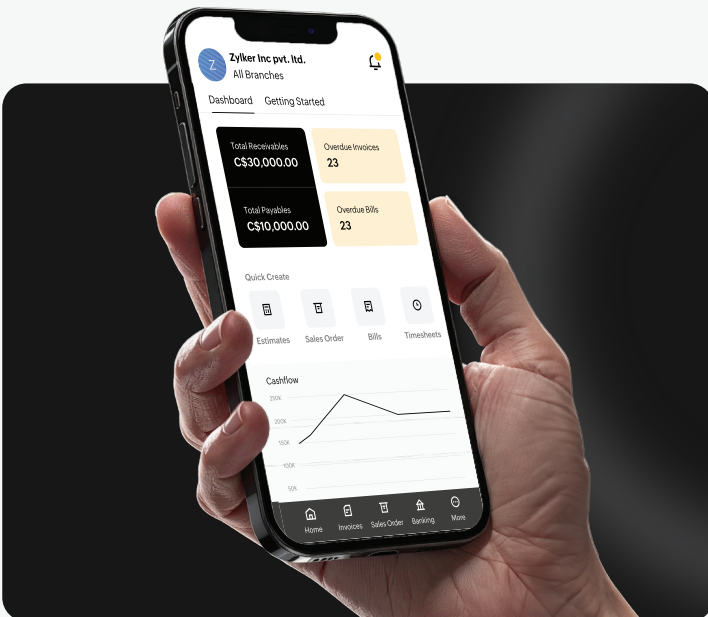 Z
Zylker Inc pvt. ltd.
All Branches
Dashboard Getting Started
Total Receivables
C$30,000.00
Overdue Invoices
23
Total Payables
C$10,000.00
Overdue Bills
23
Quick Create
Estimates Sales Order Bills Timesheets
Cashflow
250K
200K
150K
100K
50K
Home Invoices Sales Order Banking More